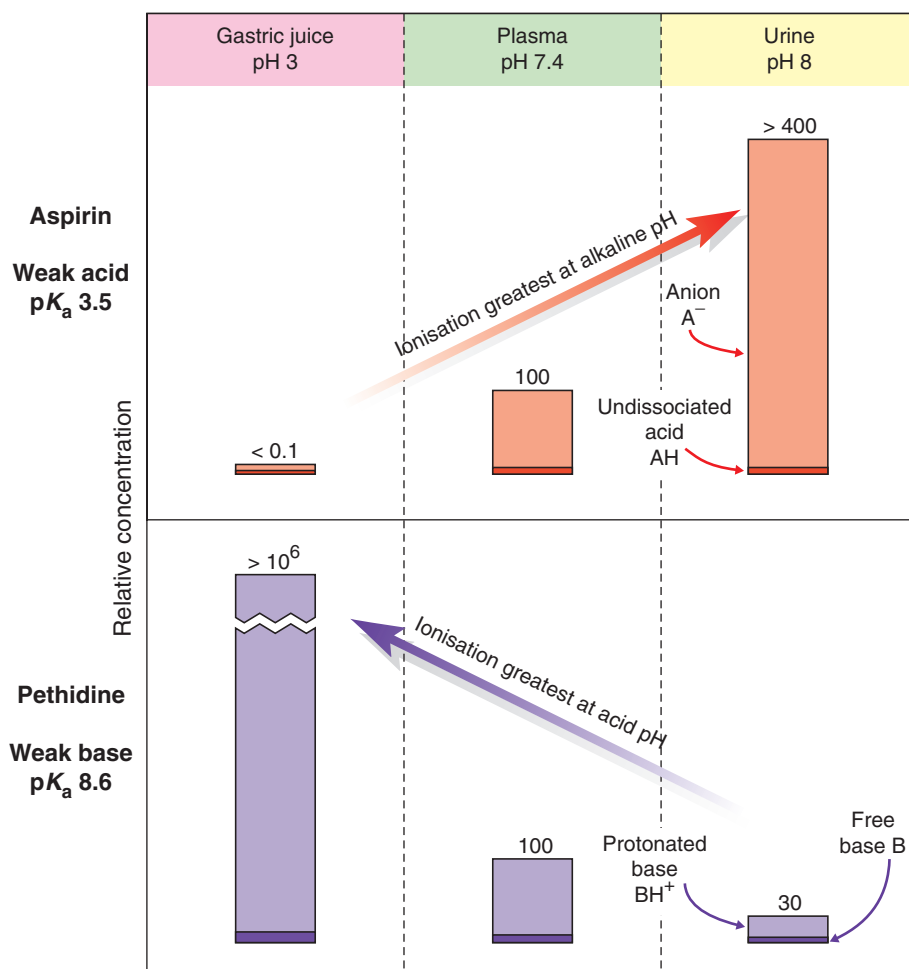 Gastric juice
pH 3
Plasma
pH 7.4
Urine
pH 8
Aspirin
Weak acid
pKa 3.5
Relative concentration
< 0.1
Ionisation greatest at alkaline pH
100
> 400
Anion
A−
Undissociated
acid
AH
Pethidine
Weak base
pKa 8.6
> 10⁶
Ionisation greatest at acid pH
100
Protonated
base
BH+
30
Free
base B